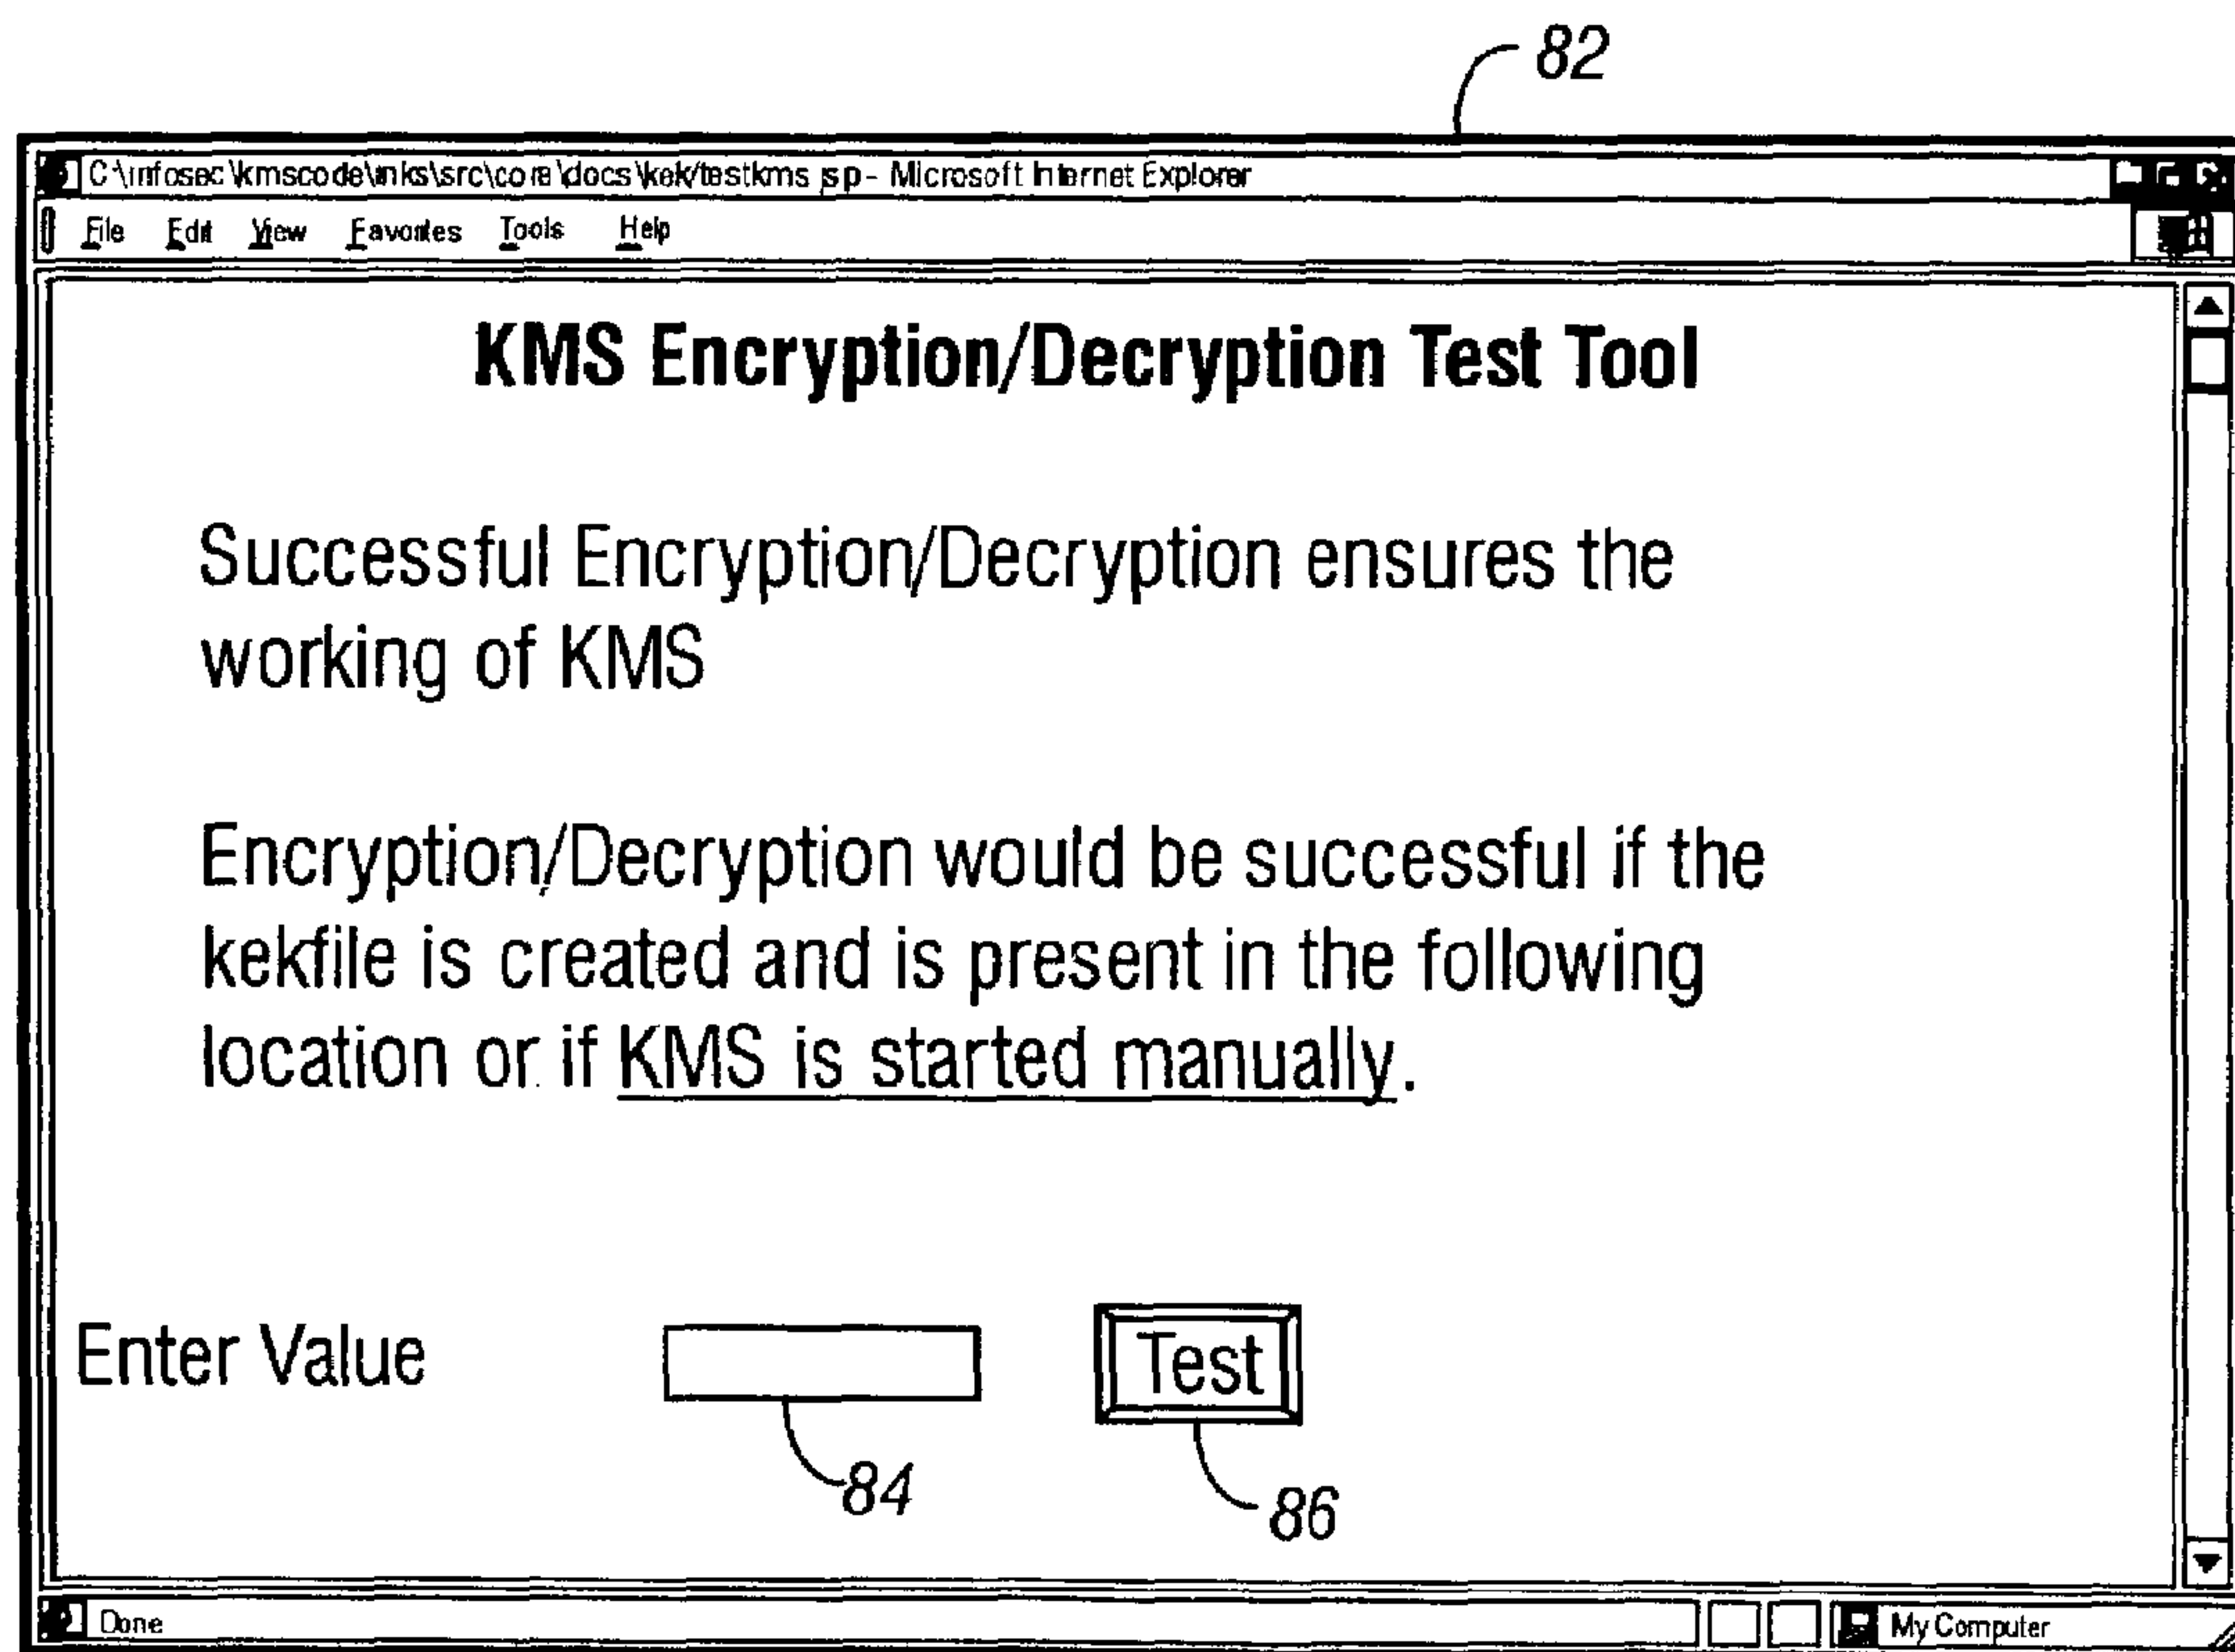 82
C:\infosec\kmscode\mks\src\core\docs\kek/testkms jsp - Microsoft Internet Explorer
File Edit View Favorites Tools Help
KMS Encryption/Decryption Test Tool
Successful Encryption/Decryption ensures the
working of KMS
Encryption/Decryption would be successful if the
kekfile is created and is present in the following
location or if KMS is started manually.
Enter Value Test
84 86
Done My Computer